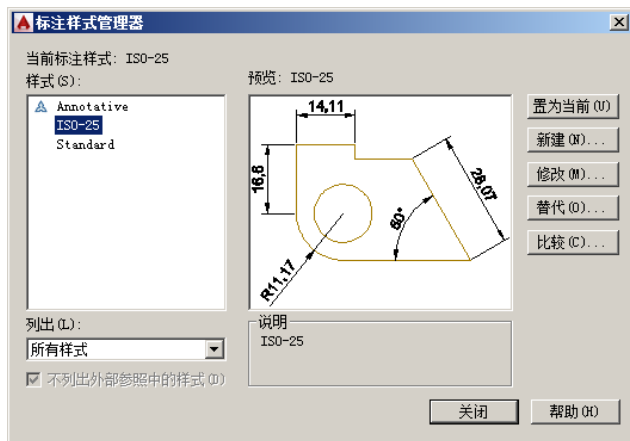 标注样式管理器
当前标注样式: ISO-25
样式(S):
Annotative
ISO-25
Standard
预览: ISO-25
14,11
16,6
28,07
60°
R11,17
置为当前(U)
新建(N)...
修改(M)...
替代(O)...
比较(C)...
列出(L):
所有样式
不列出外部参照中的样式(D)
说明
ISO-25
关闭
帮助(H)